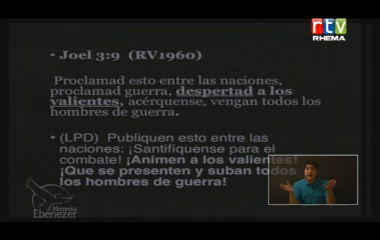 rtv
RHEMA
• Joel 3:9 (RV1960)
Proclamad esto entre las naciones,
proclamad guerra, despertad a los
valientes, acérquense, vengan todos los
hombres de guerra.
• (LPD) Publiquen esto entre las
naciones: ¡Santifíquense para el
combate! ¡Animen a los valientes!
¡Que se presenten y suban todos
los hombres de guerra!
Ministerios
Ebenezer